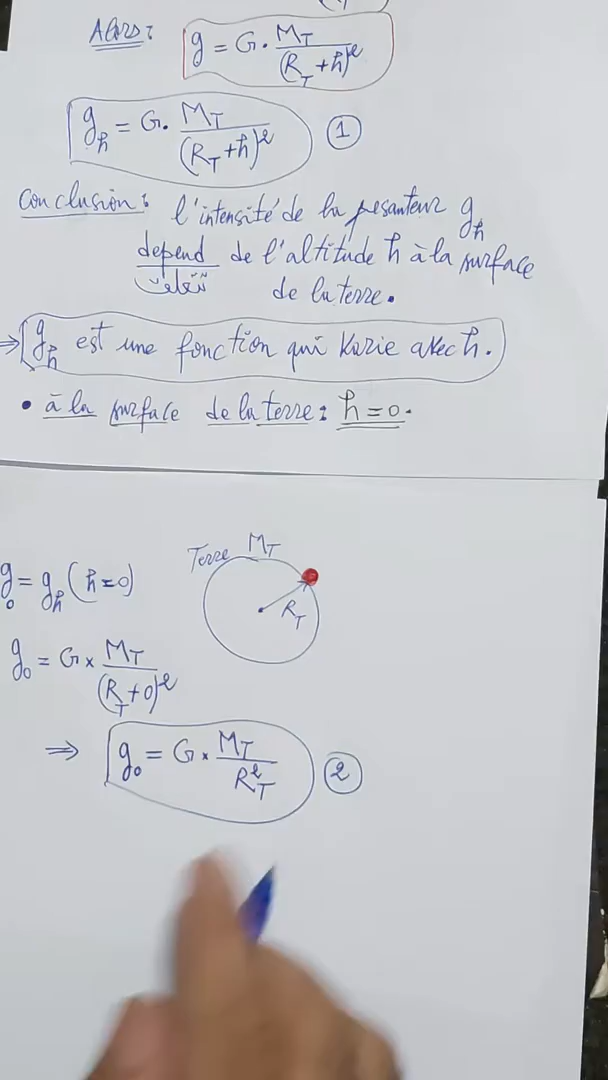 Alors:
g = G . M_T / (R_T + h)²
g_h = G . M_T / (R_T + h)² ①
Conclusion: l'intensité de la pesanteur g_h
depend de l'altitude h à la surface
de la terre.
⇒ g_h est une fonction qui varie avec h.
• à la surface de la terre: h = 0.
Terre M_T
g_0 = g_h (h = 0)
R_T
g_0 = G × M_T / (R_T + 0)²
⇒ g_0 = G × M_T / R_T² ②